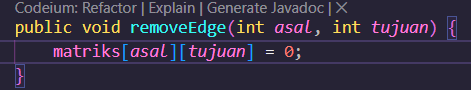 Codeium: Refactor | Explain | Generate Javadoc | ×
public void removeEdge(int asal, int tujuan) {
    matriks[asal][tujuan] = 0;
}